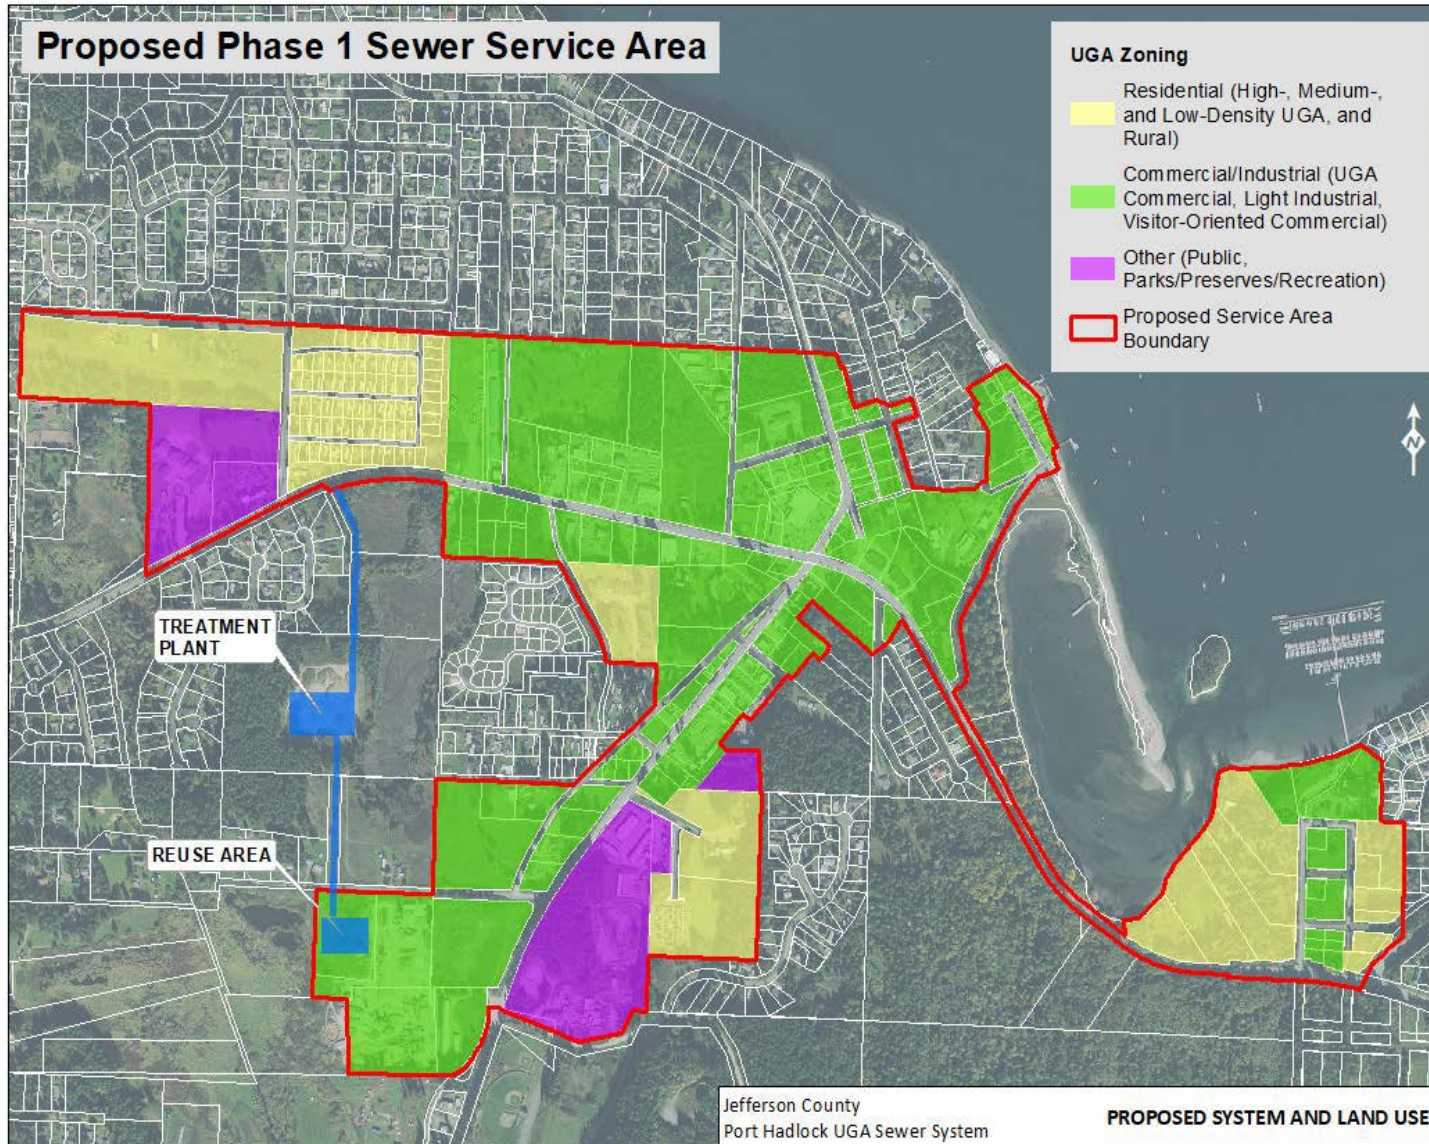 Proposed Phase 1 Sewer Service Area
UGA Zoning
Residential (High-, Medium-,
and Low-Density UGA, and
Rural)
Commercial/Industrial (UGA
Commercial, Light Industrial,
Visitor-Oriented Commercial)
Other (Public,
Parks/Preserves/Recreation)
Proposed Service Area
Boundary
N
TREATMENT
PLANT
REUSE AREA
Jefferson County
Port Hadlock UGA Sewer System
PROPOSED SYSTEM AND LAND USE